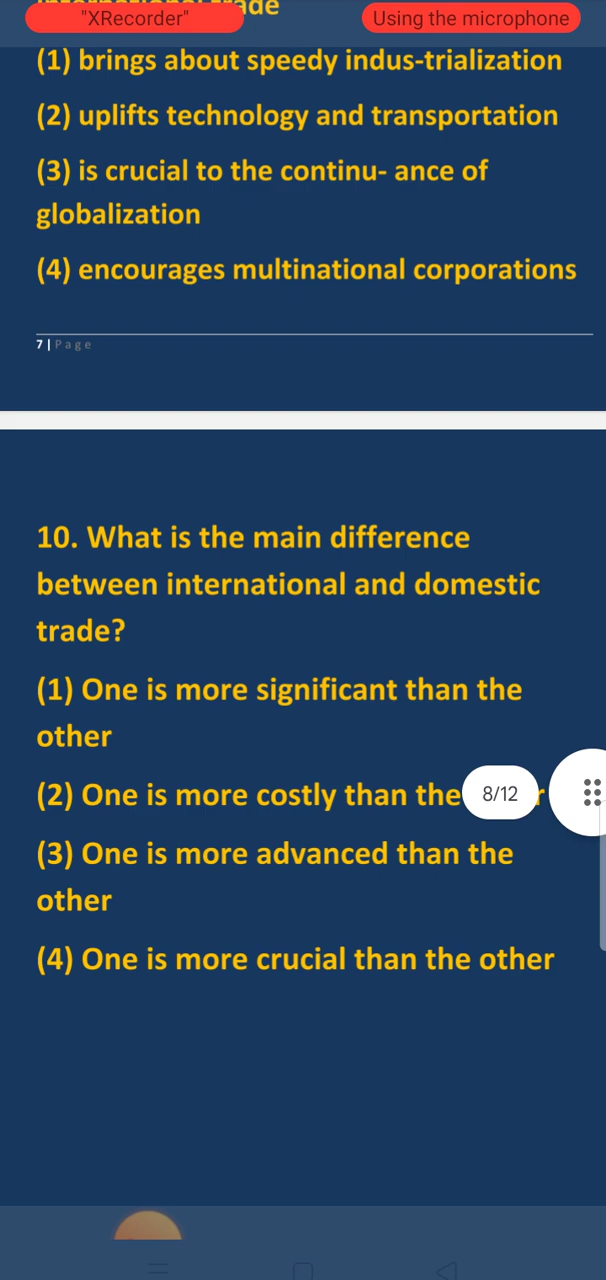 "XRecorder"
Using the microphone
(1) brings about speedy indus-trialization
(2) uplifts technology and transportation
(3) is crucial to the continu- ance of
globalization
(4) encourages multinational corporations
7 | Page
10. What is the main difference
between international and domestic
trade?
(1) One is more significant than the
other
(2) One is more costly than the
8/12
(3) One is more advanced than the
other
(4) One is more crucial than the other